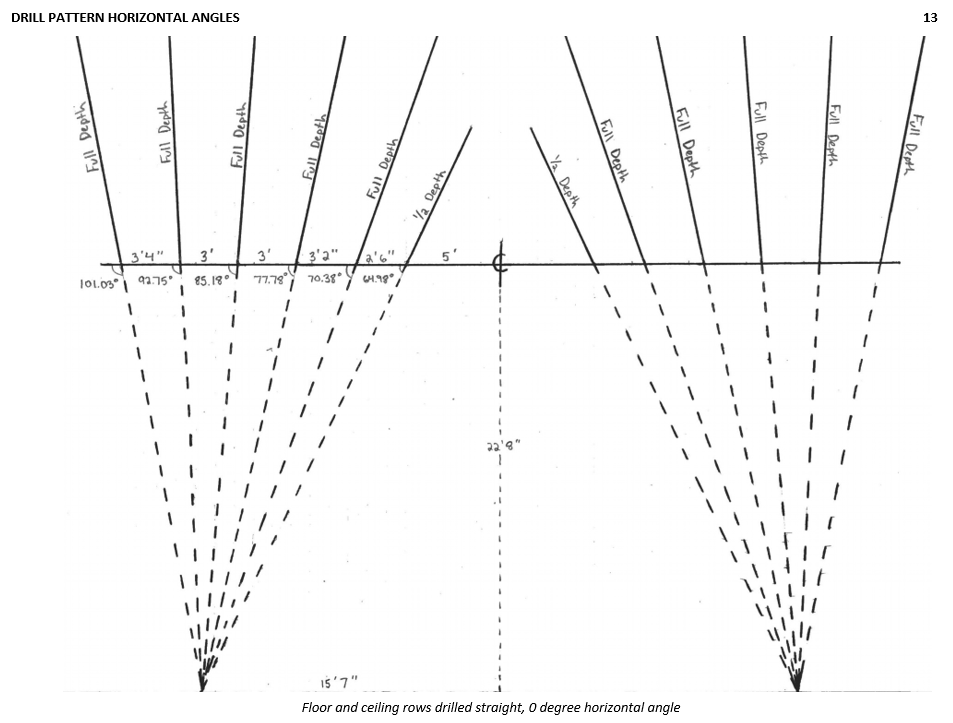 DRILL PATTERN HORIZONTAL ANGLES
13
Full Depth
Full Depth
Full Depth
Full Depth
Full Depth
1/2 Depth
1/2 Depth
Full Depth
Full Depth
Full Depth
Full Depth
Full Depth
3'4" 3' 3' 3'2" 2'6" 5' ℄
101.03° 92.75° 85.18° 77.78° 70.38° 64.98°
22'8"
15'7"
Floor and ceiling rows drilled straight, 0 degree horizontal angle